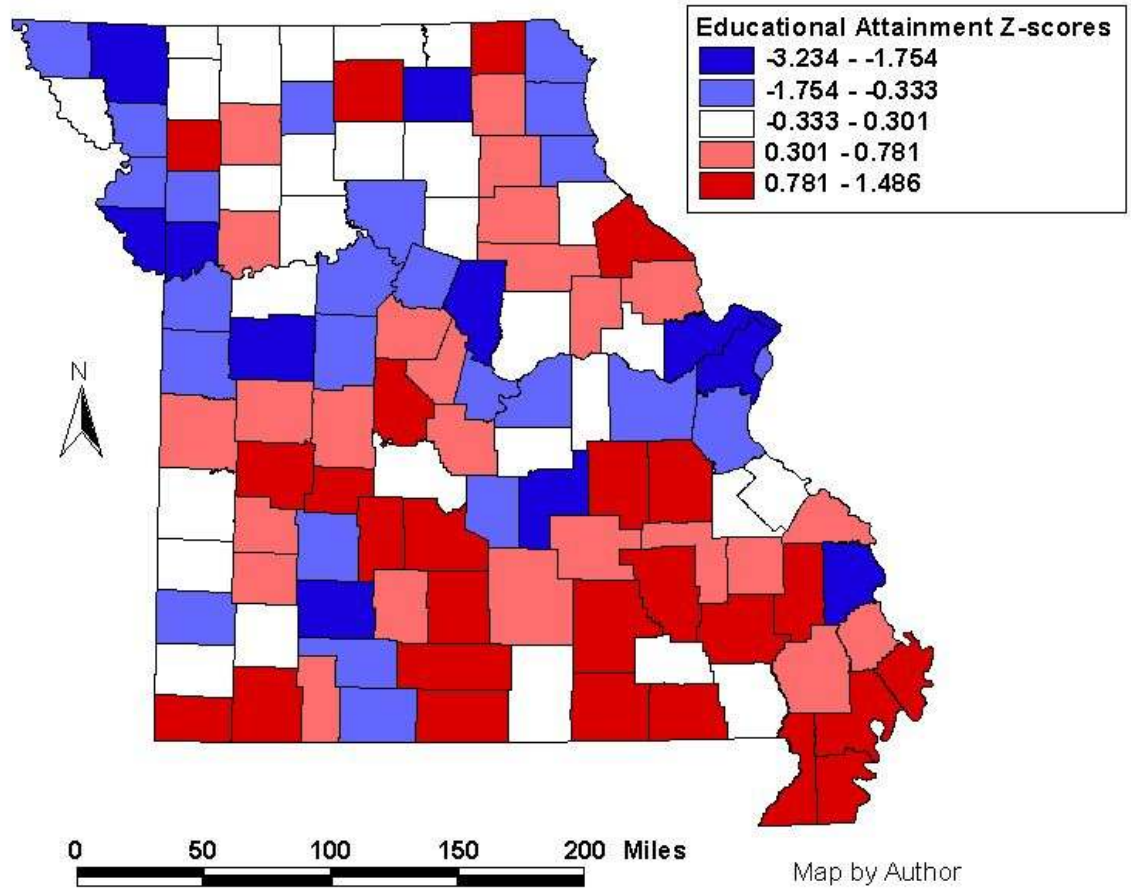 Educational Attainment Z-scores
-3.234 - -1.754
-1.754 - -0.333
-0.333 - 0.301
0.301 - 0.781
0.781 - 1.486
N
0 50 100 150 200 Miles
Map by Author